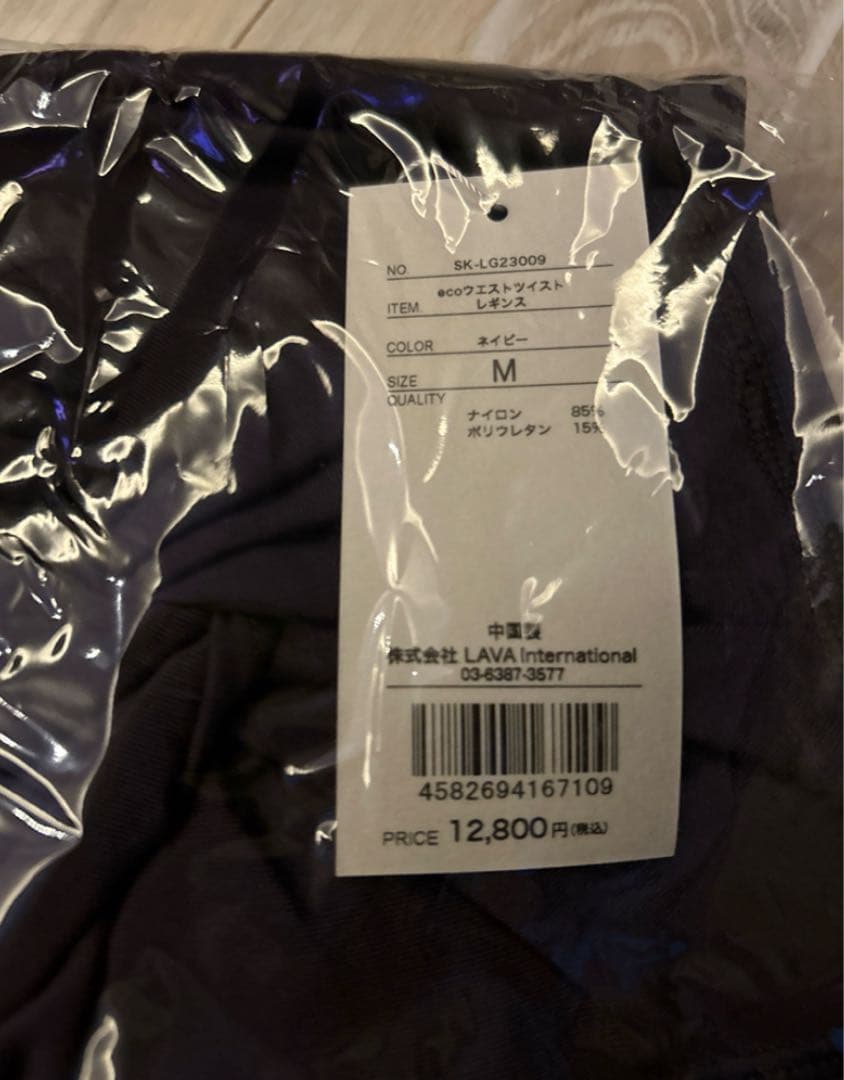 NO. SK-LG23009
ecoウエストツイスト
ITEM レギンス
COLOR ネイビー
SIZE M
QUALITY
ナイロン 85%
ポリウレタン 15%
中国製
株式会社 LAVA International
03-6387-3577
4582694167109
PRICE 12,800円(税込)